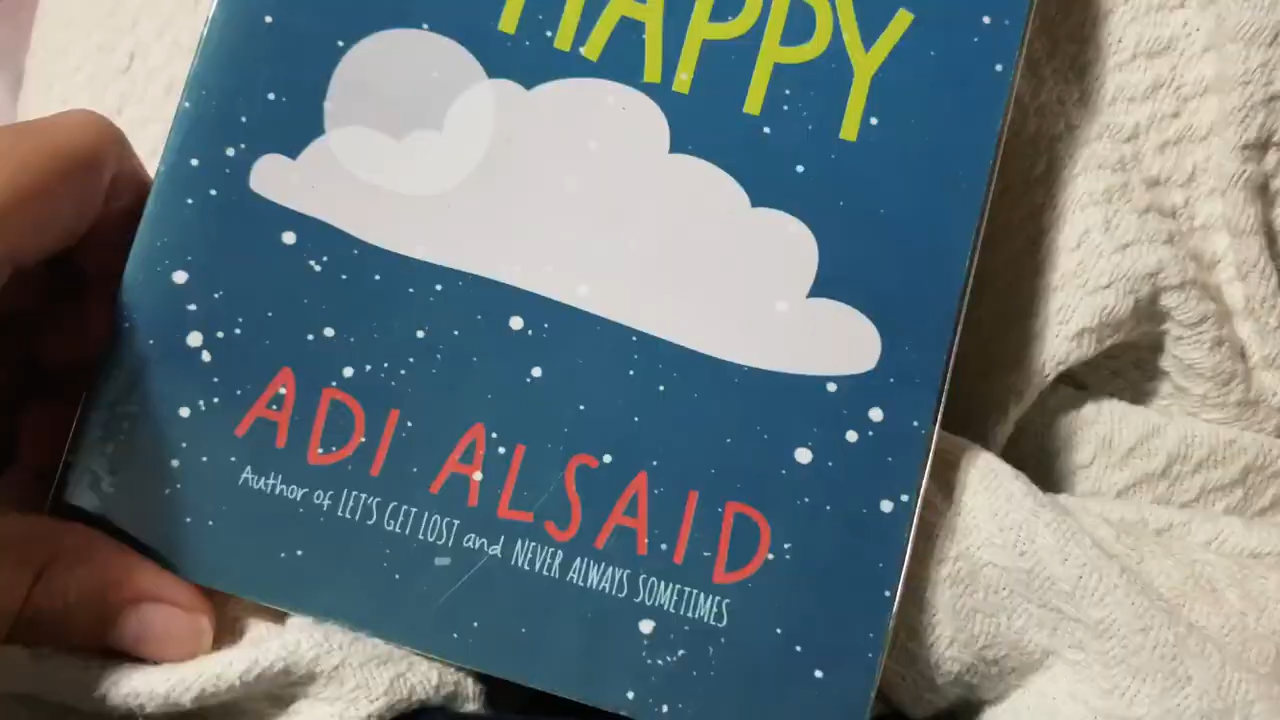 HAPPY
ADI ALSAID
Author of LET'S GET LOST and NEVER ALWAYS SOMETIMES